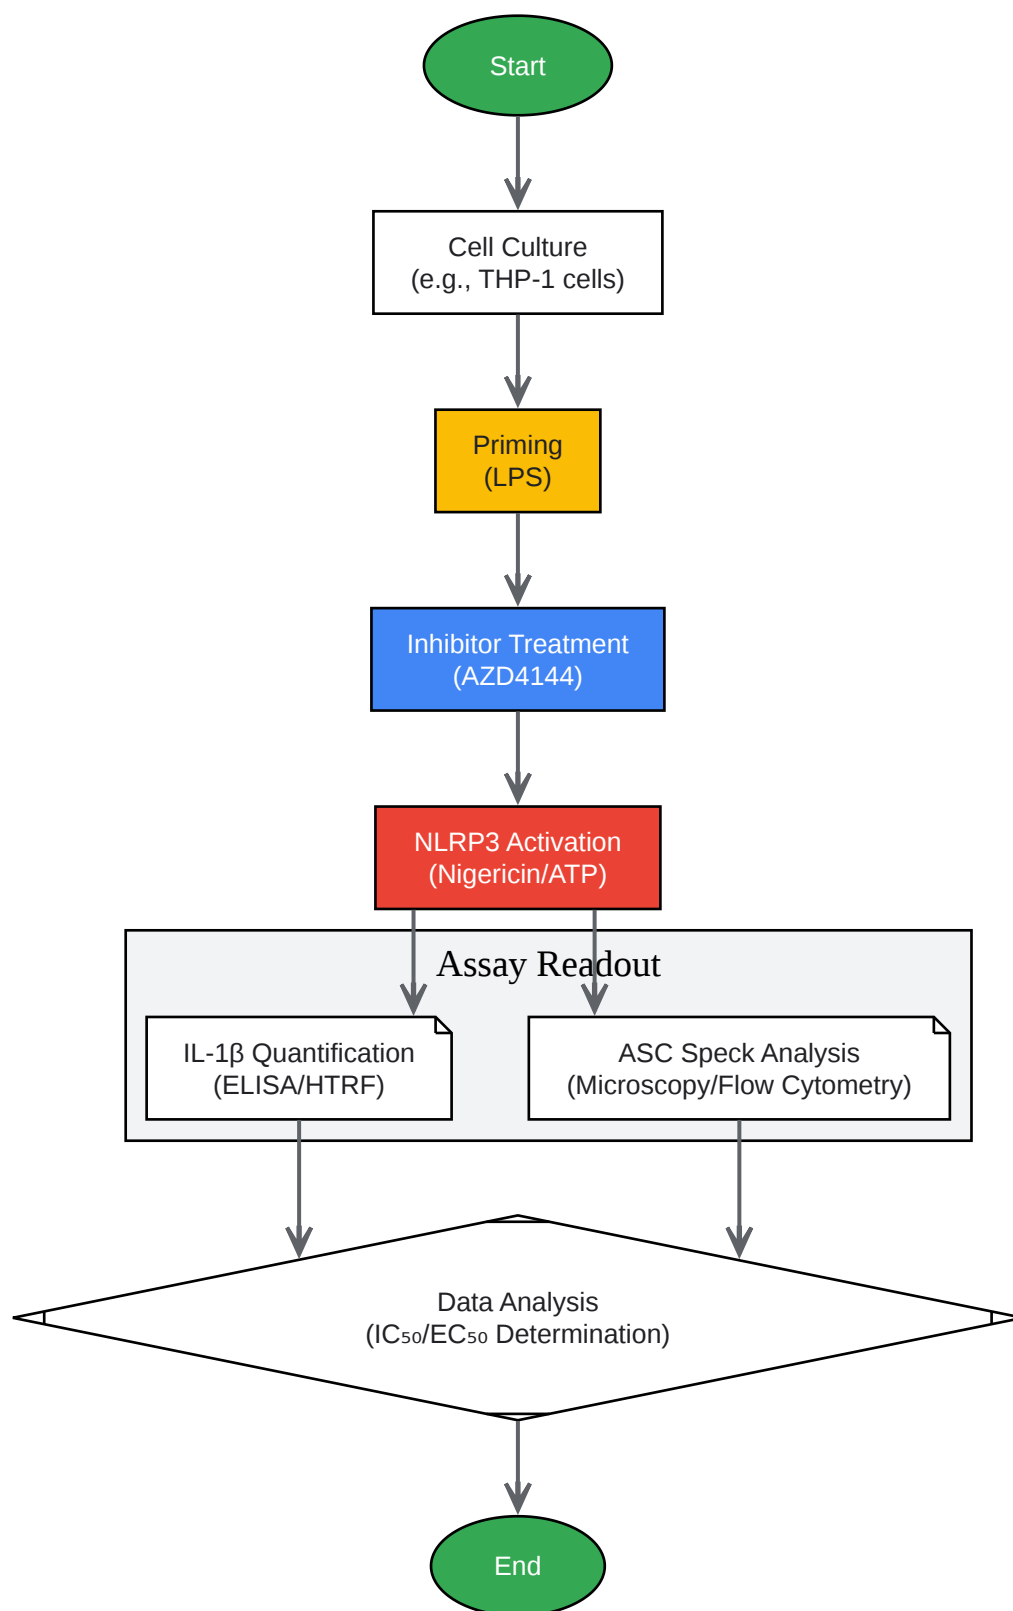 Start
Cell Culture
(e.g., THP-1 cells)
Priming
(LPS)
Inhibitor Treatment
(AZD4144)
NLRP3 Activation
(Nigericin/ATP)
Assay Readout
IL-1β Quantification
(ELISA/HTRF)
ASC Speck Analysis
(Microscopy/Flow Cytometry)
Data Analysis
(IC₅₀/EC₅₀ Determination)
End